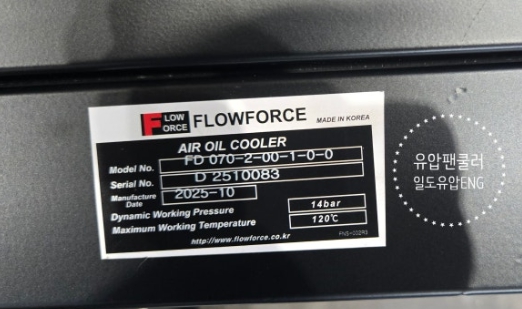 FLOW FORCE FLOWFORCE MADE IN KOREA
AIR OIL COOLER
Model No. FD 070-2-00-1-0-0
Serial No. D 2510083
Manufacture Date 2025-10
Dynamic Working Pressure 14bar
Maximum Working Temperature 120℃
http://www.flowforce.co.kr
유압팬쿨러
일도유압ENG